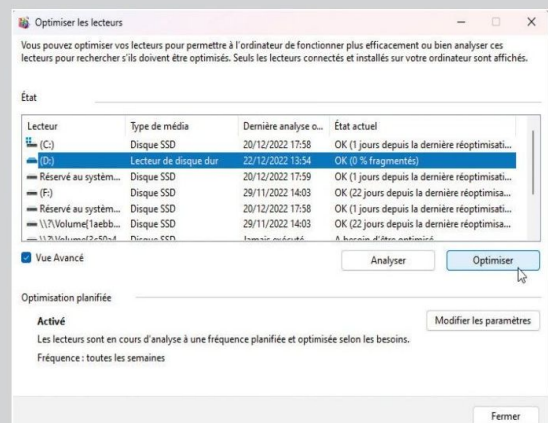 Optimiser les lecteurs
Vous pouvez optimiser vos lecteurs pour permettre à l'ordinateur de fonctionner plus efficacement ou bien analyser ces
lecteurs pour rechercher s'ils doivent être optimisés. Seuls les lecteurs connectés et installés sur votre ordinateur sont affichés.
État
Lecteur Type de média Dernière analyse o... État actuel
(C:) Disque SSD 20/12/2022 17:58 OK (1 jours depuis la dernière réoptimisati...
(D:) Lecteur de disque dur 22/12/2022 13:54 OK (0 % fragmentés)
Réservé au systèm... Disque SSD 20/12/2022 17:59 OK (1 jours depuis la dernière réoptimisati...
(F:) Disque SSD 29/11/2022 14:03 OK (22 jours depuis la dernière réoptimisa...
Réservé au systèm... Disque SSD 20/12/2022 17:58 OK (1 jours depuis la dernière réoptimisati...
\\?\Volume{1aebb... Disque SSD 29/11/2022 14:03 OK (22 jours depuis la dernière réoptimisa...
Disque SSD Jamais exécuté A besoin d'être optimisé
Vue Avancé
Analyser Optimiser
Optimisation planifiée
Activé Modifier les paramètres
Les lecteurs sont en cours d'analyse à une fréquence planifiée et optimisée selon les besoins.
Fréquence : toutes les semaines
Fermer